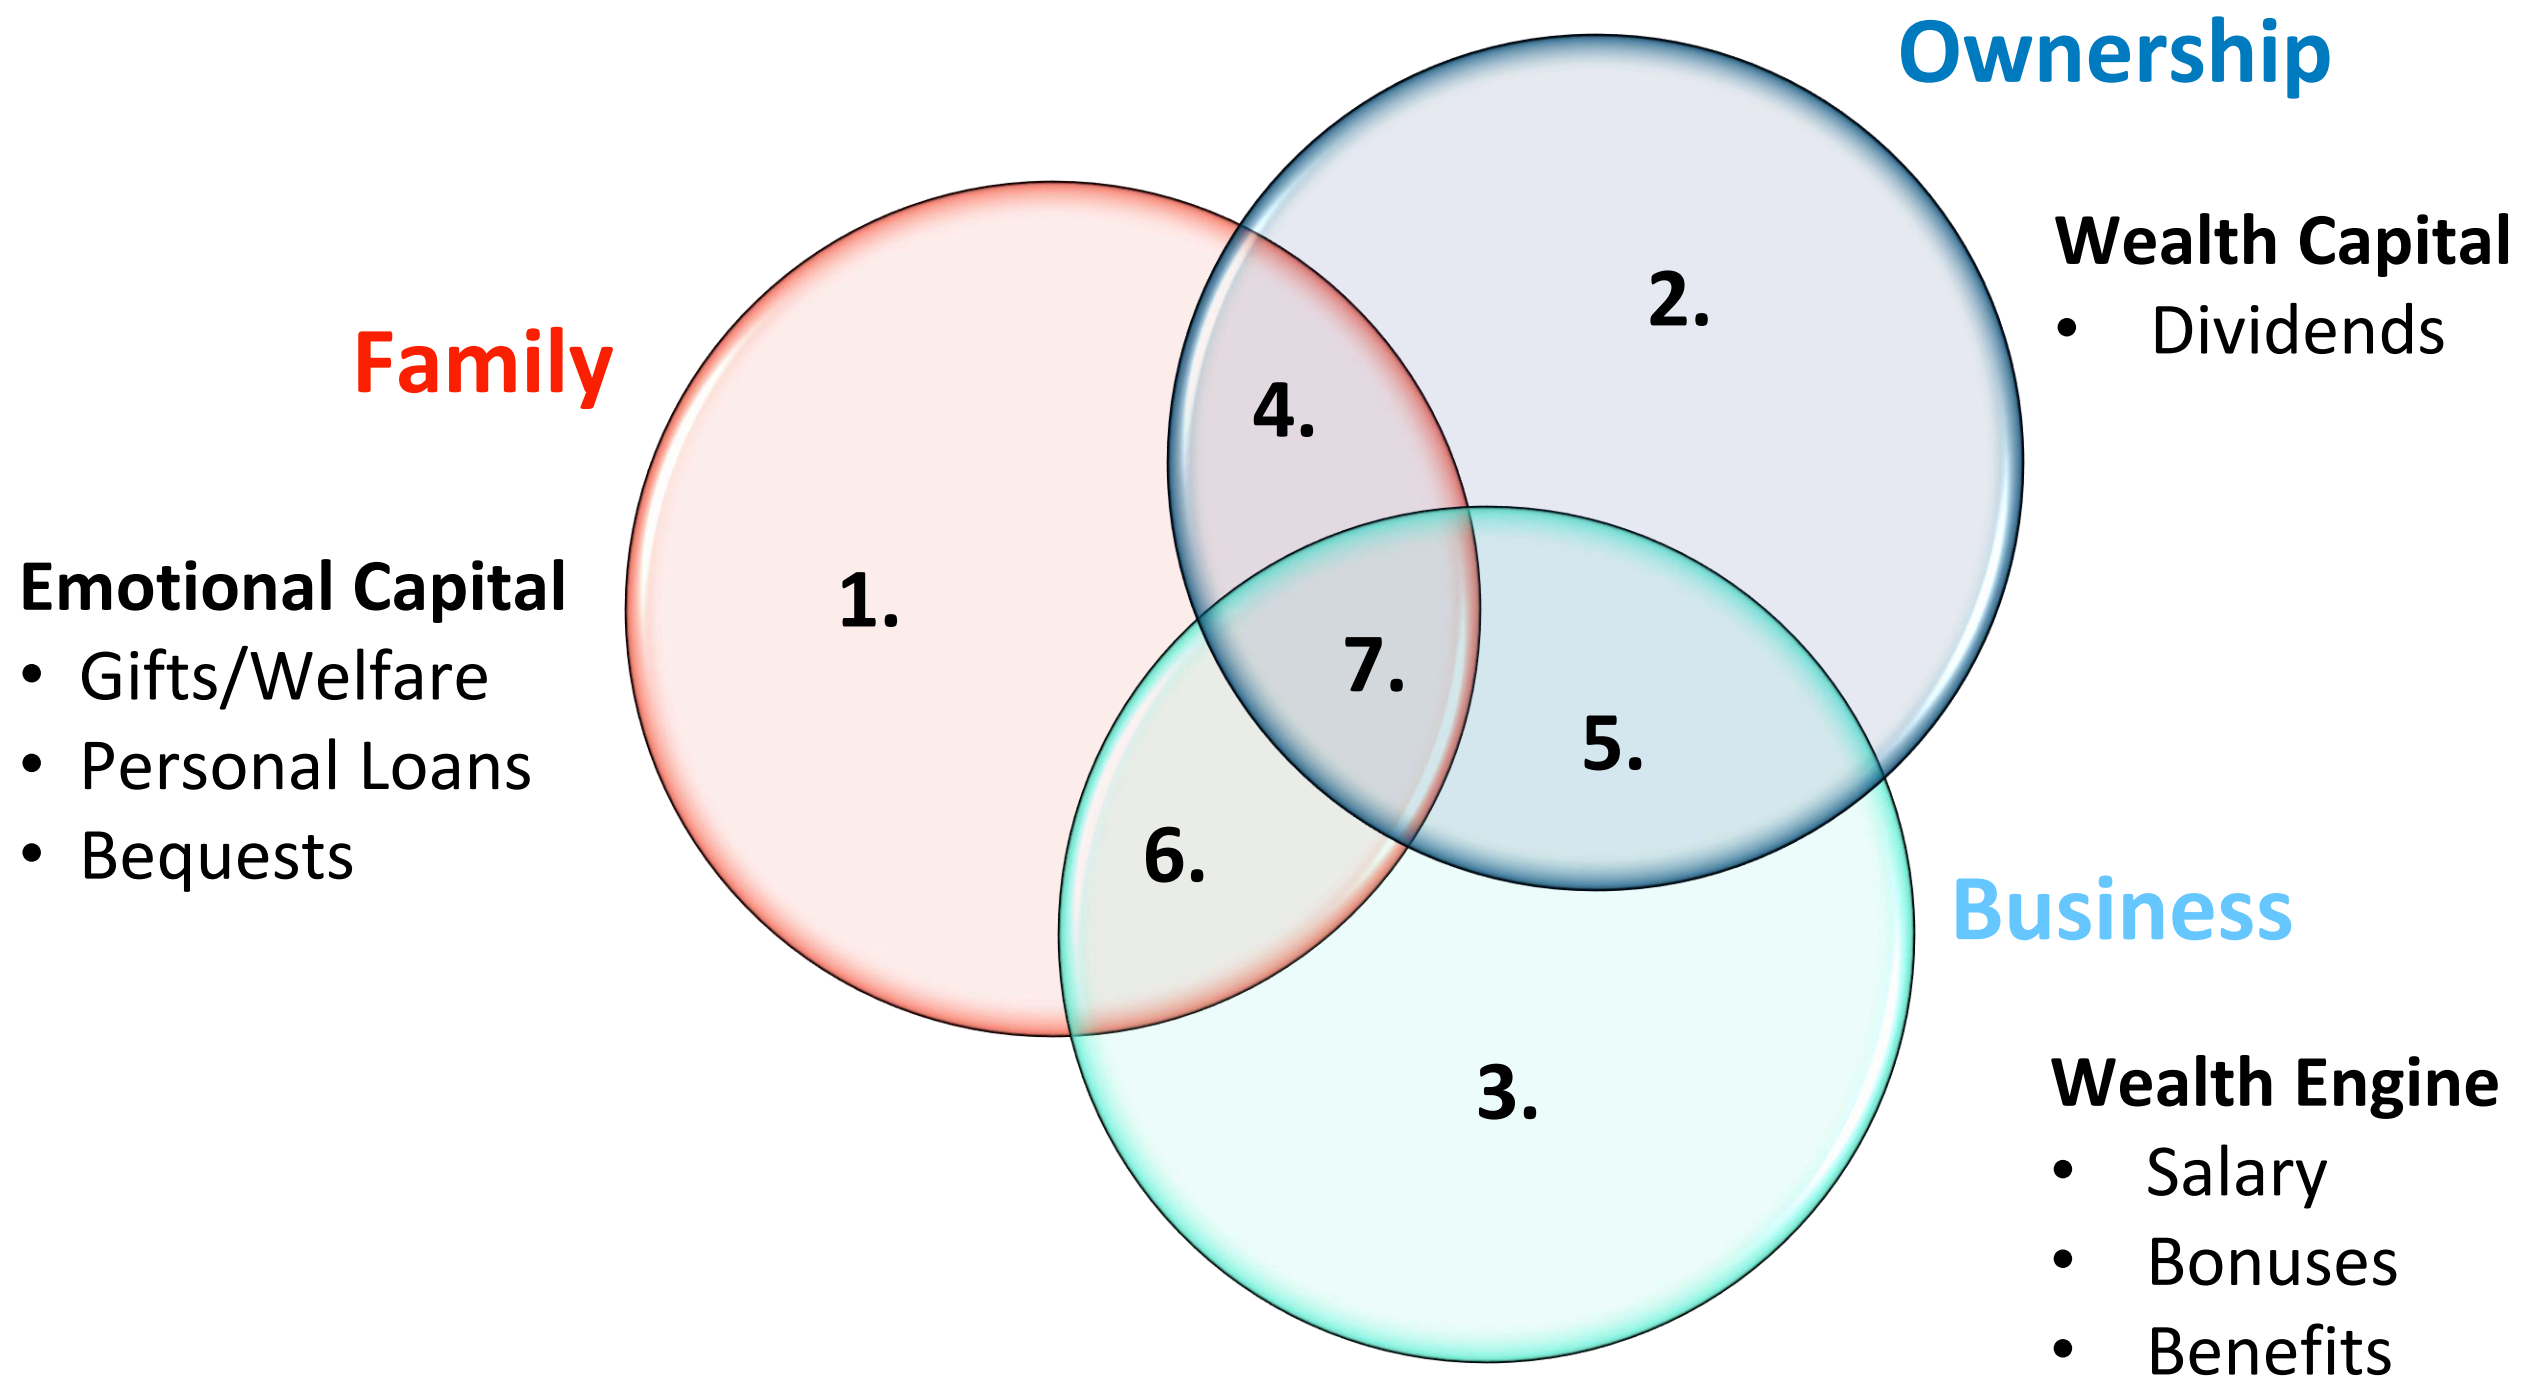 Ownership
Wealth Capital
• Dividends
Family
Emotional Capital
• Gifts/Welfare
• Personal Loans
• Bequests
1.
2.
4.
7.
5.
6.
3.
Business
Wealth Engine
• Salary
• Bonuses
• Benefits